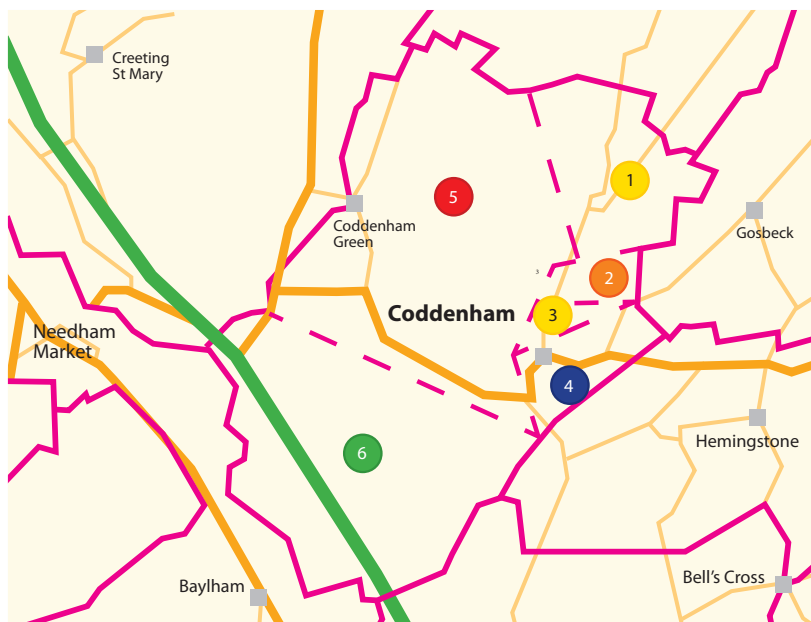 Creeting
St Mary
1
5
Gosbeck
Coddenham
Green
2
3
Coddenham
3
Needham
Market
4
Hemingstone
6
Bell's Cross
Baylham